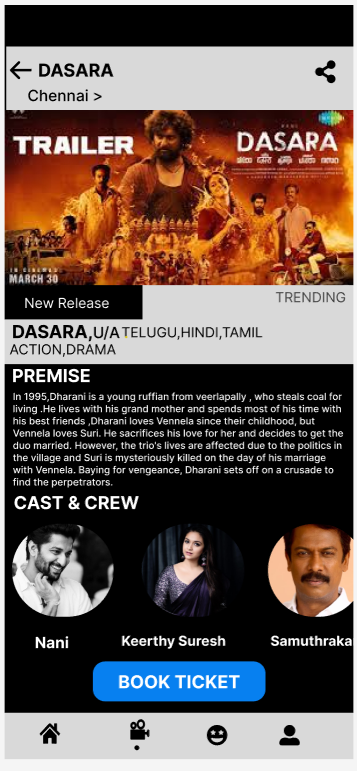 DASARA
Chennai >
NANI
TRAILER
DASARA
IN CINEMAS
MARCH 30
New Release
TRENDING
DASARA,U/A TELUGU,HINDI,TAMIL
ACTION,DRAMA
PREMISE
In 1995,Dharani is a young ruffian from veerlapally , who steals coal for
living .He lives with his grand mother and spends most of his time with
his best friends ,Dharani loves Vennela since their childhood, but
Vennela loves Suri. He sacrifices his love for her and decides to get the
duo married. However, the trio's lives are affected due to the politics in
the village and Suri is mysteriously killed on the day of his marriage
with Vennela. Baying for vengeance, Dharani sets off on a crusade to
find the perpetrators.
CAST & CREW
Nani
Keerthy Suresh
Samuthraka
BOOK TICKET